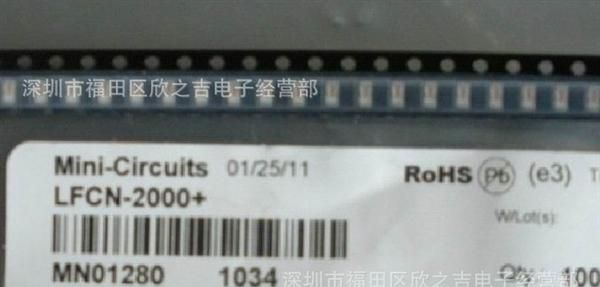 深圳市福田区欣之吉电子经营部
Mini-Circuits 01/25/11 RoHS Pb (e3) T
LFCN-2000+
W/Lot(s):
MN01280 1034 Qty: 100
深圳市福田区欣之吉电子经营部